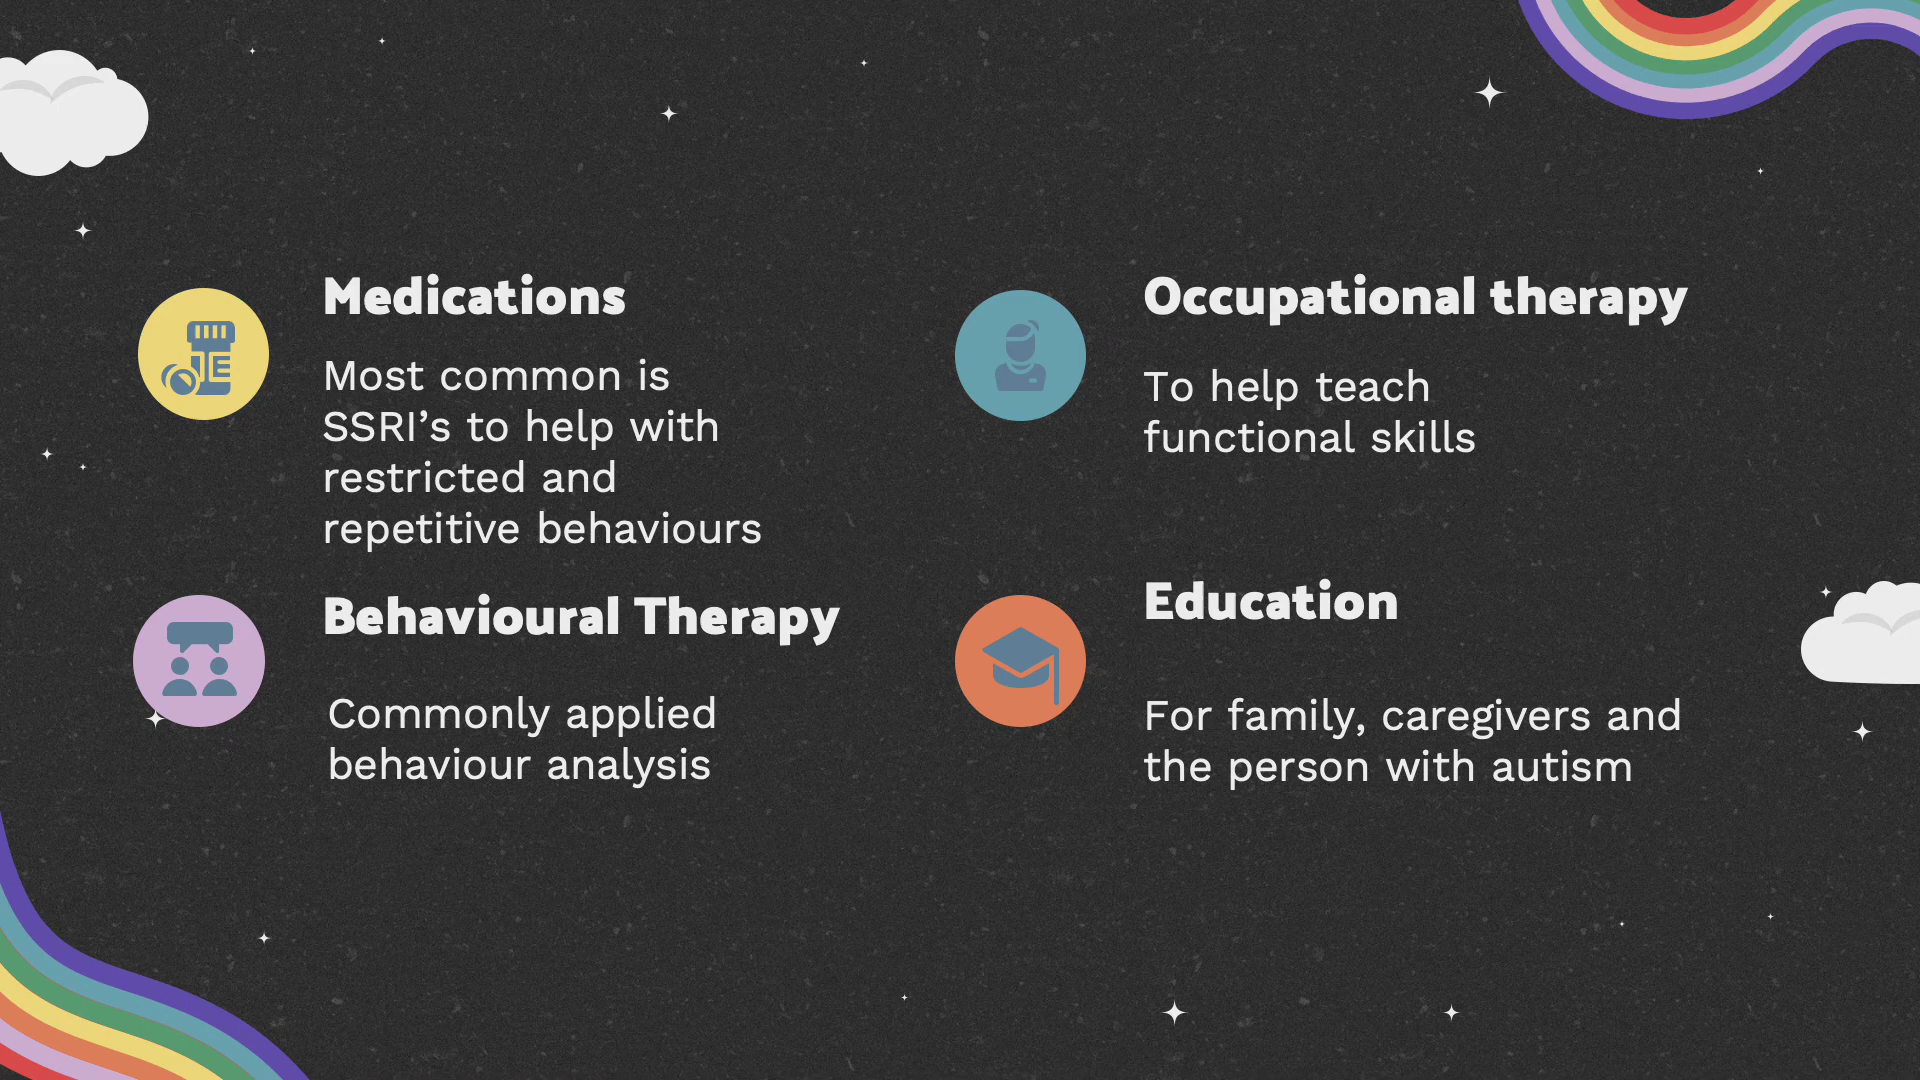 Medications
Most common is
SSRI’s to help with
restricted and
repetitive behaviours
Occupational therapy
To help teach
functional skills
Behavioural Therapy
Commonly applied
behaviour analysis
Education
For family, caregivers and
the person with autism